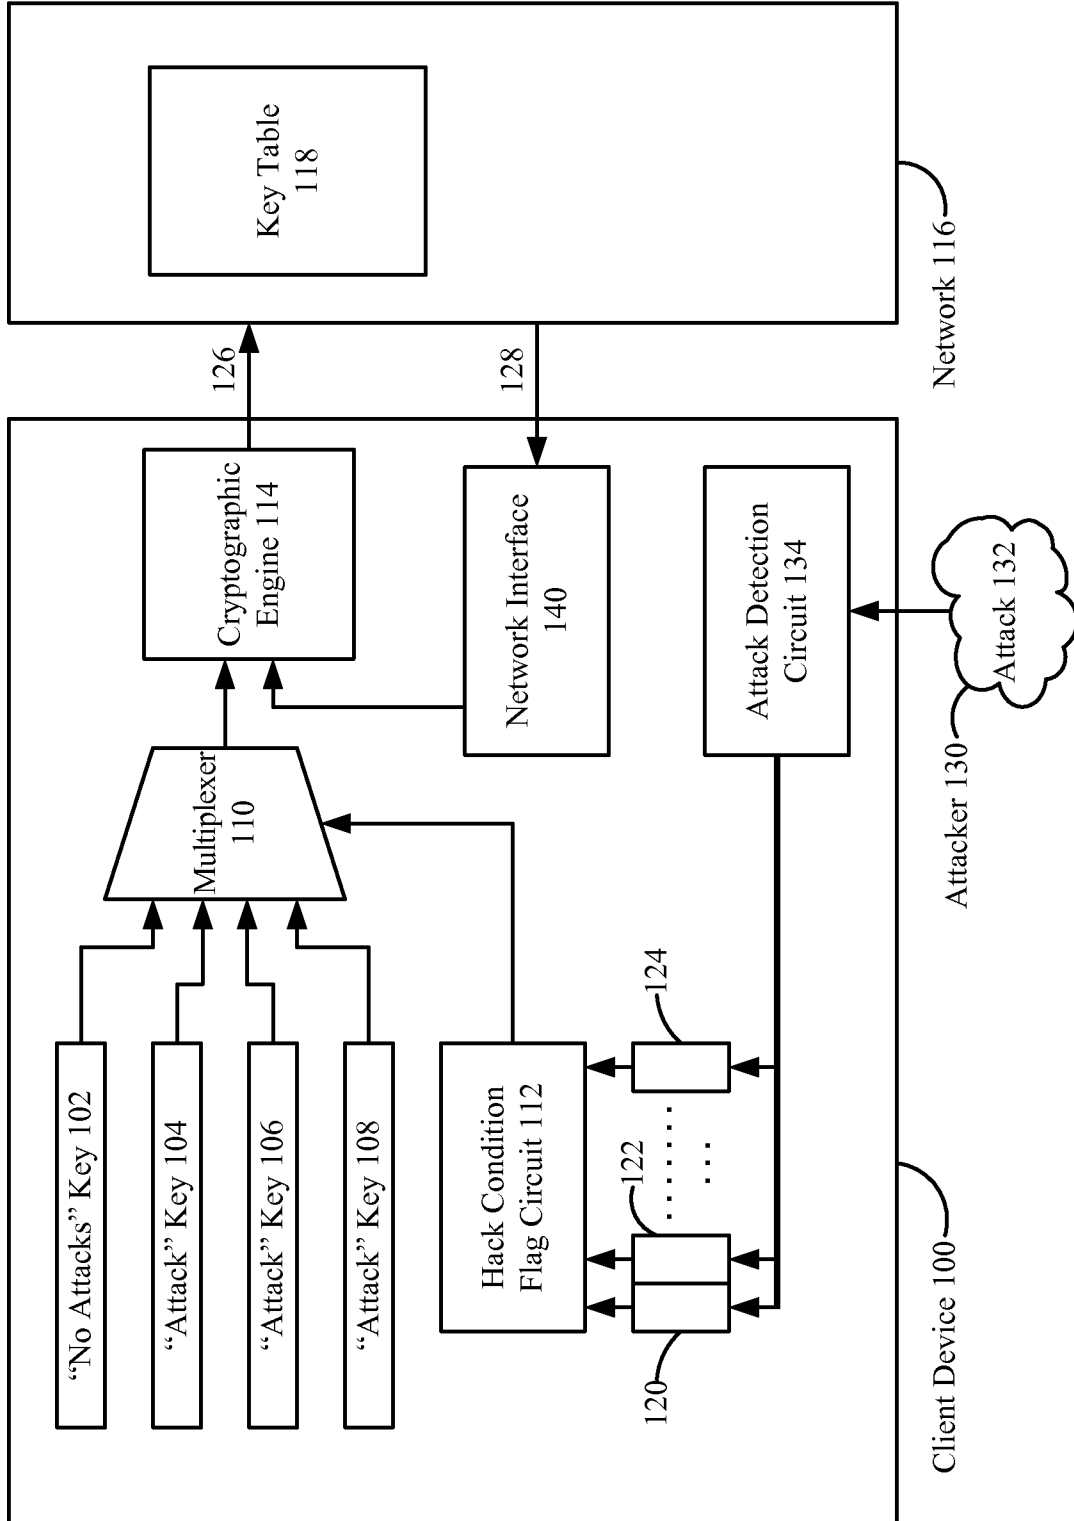 “No Attacks” Key 102
“Attack” Key 104
“Attack” Key 106
“Attack” Key 108
Multiplexer
110
Cryptographic
Engine 114
126
Key Table
118
128
Network Interface
140
Hack Condition
Flag Circuit 112
120
122
124
Attack Detection
Circuit 134
Client Device 100
Attacker 130
Attack 132
Network 116